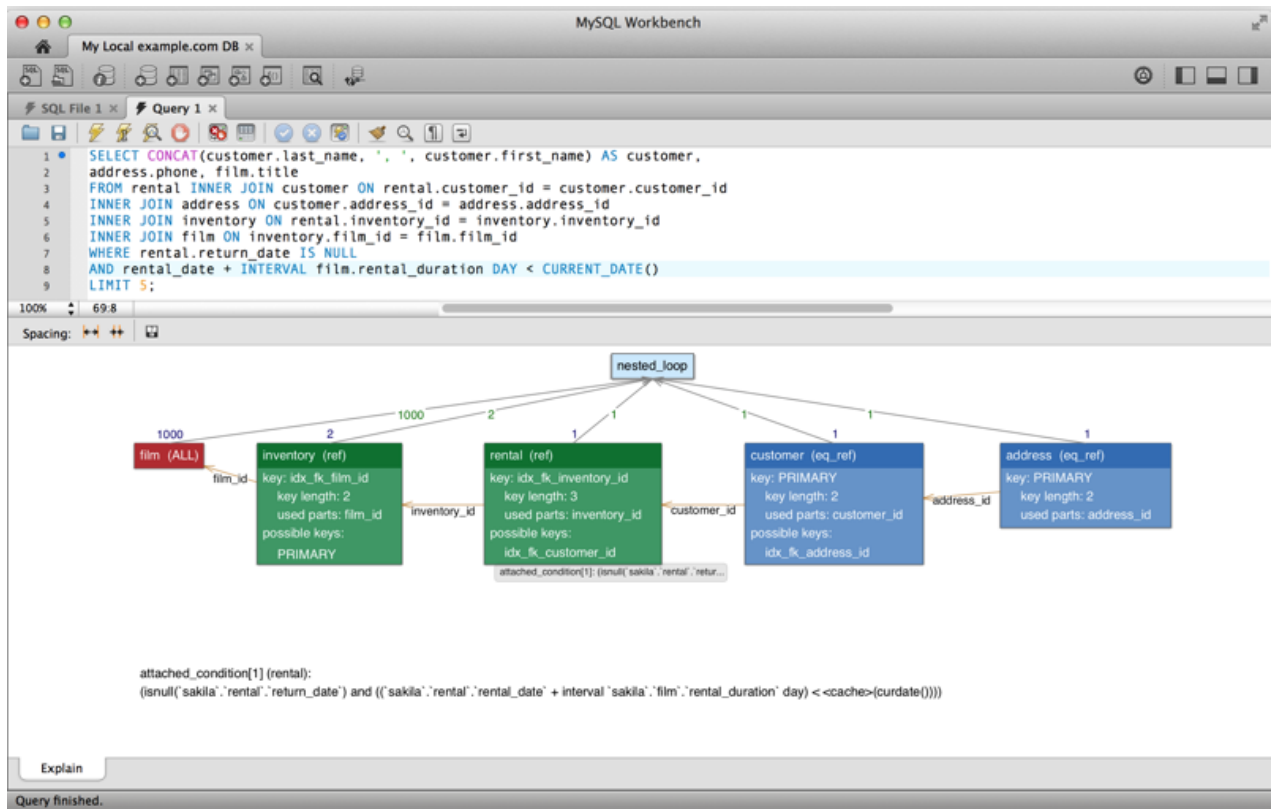 MySQL Workbench
My Local example.com DB ×
SQL File 1 × Query 1 ×
1 SELECT CONCAT(customer.last_name, ', ', customer.first_name) AS customer,
2 address.phone, film.title
3 FROM rental INNER JOIN customer ON rental.customer_id = customer.customer_id
4 INNER JOIN address ON customer.address_id = address.address_id
5 INNER JOIN inventory ON rental.inventory_id = inventory.inventory_id
6 INNER JOIN film ON inventory.film_id = film.film_id
7 WHERE rental.return_date IS NULL
8 AND rental_date + INTERVAL film.rental_duration DAY < CURRENT_DATE()
9 LIMIT 5;
100% 69:8
Spacing:
nested_loop
1000 2 1 1 1
1000 2 1 1 1
film (ALL)
film_id
inventory (ref)
key: idx_fk_film_id
key length: 2
used parts: film_id
possible keys:
PRIMARY
inventory_id
rental (ref)
key: idx_fk_inventory_id
key length: 3
used parts: inventory_id
possible keys:
idx_fk_customer_id
attached_condition[1]: (isnull(`sakila`.`rental`.`retur...
customer_id
customer (eq_ref)
key: PRIMARY
key length: 2
used parts: customer_id
possible keys:
idx_fk_address_id
address_id
address (eq_ref)
key: PRIMARY
key length: 2
used parts: address_id
attached_condition[1] (rental):
(isnull(`sakila`.`rental`.`return_date`) and ((`sakila`.`rental`.`rental_date` + interval `sakila`.`film`.`rental_duration` day) < <cache>(curdate())))
Explain
Query finished.